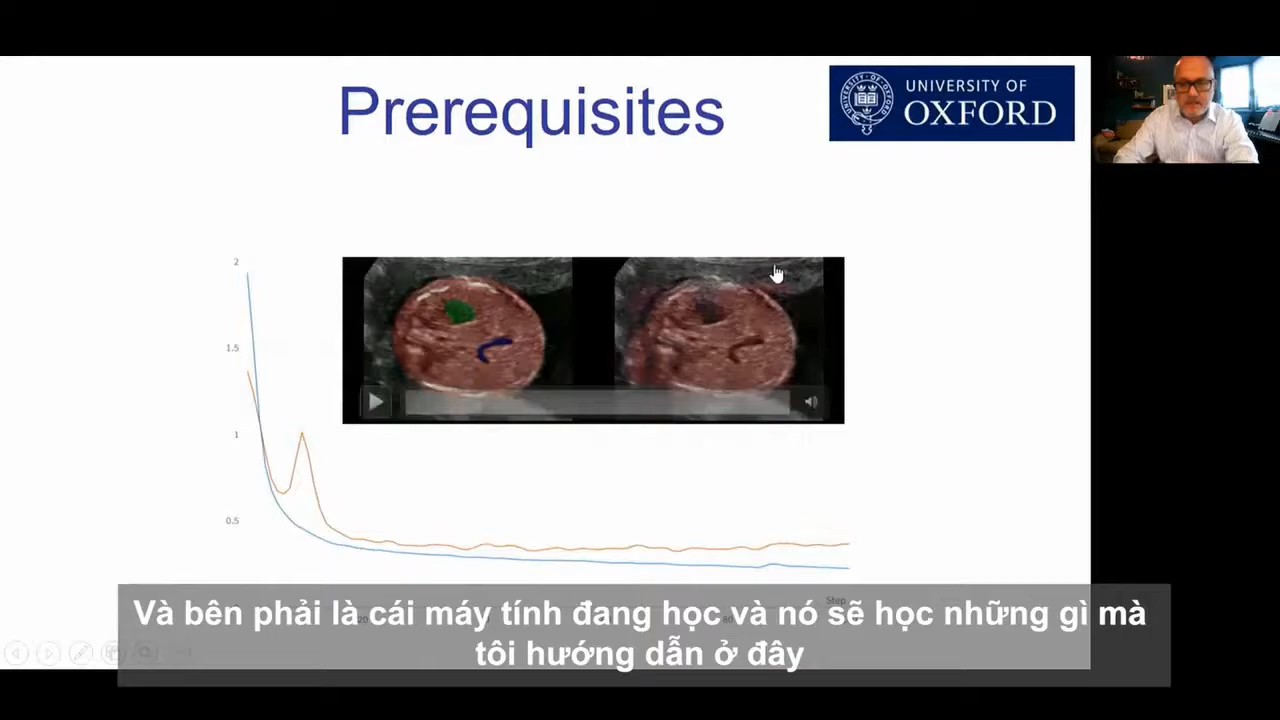 Prerequisites
UNIVERSITY OF
OXFORD
2
1.5
1
0.5
Step
Và bên phải là cái máy tính đang học và nó sẽ học những gì mà
tôi hướng dẫn ở đây